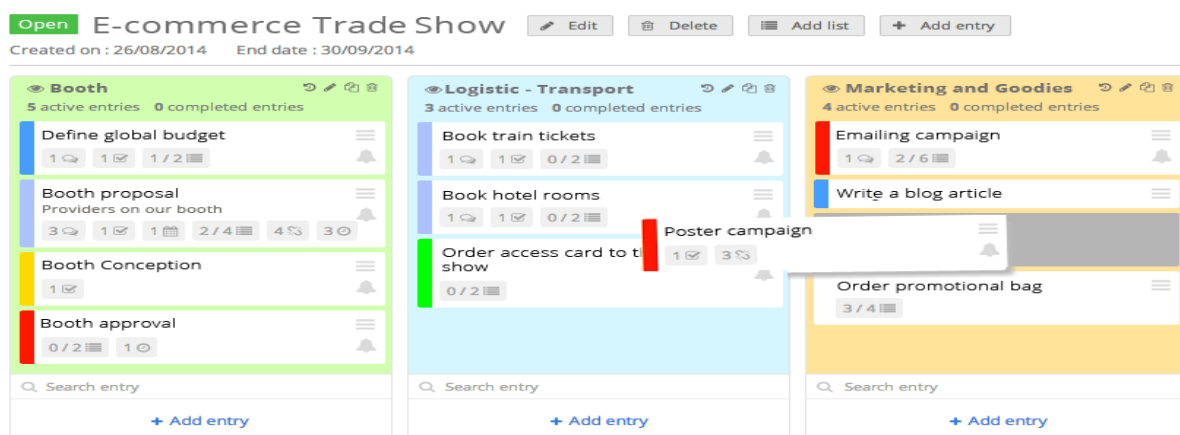 Open E-commerce Trade Show Edit Delete Add list + Add entry
Created on : 26/08/2014 End date : 30/09/2014
Booth
5 active entries 0 completed entries
Define global budget
1 1 1/2
Booth proposal
Providers on our booth
3 1 1 2/4 4 3
Booth Conception
1
Booth approval
0/2 1
Search entry
+ Add entry
Logistic - Transport
3 active entries 0 completed entries
Book train tickets
1 1 0/2
Book hotel rooms
1 1 0/2
Order access card to t
show
0/2
Search entry
+ Add entry
Poster campaign
1 3
Marketing and Goodies
4 active entries 0 completed entries
Emailing campaign
1 2/6
Write a blog article
Order promotional bag
3/4
Search entry
+ Add entry